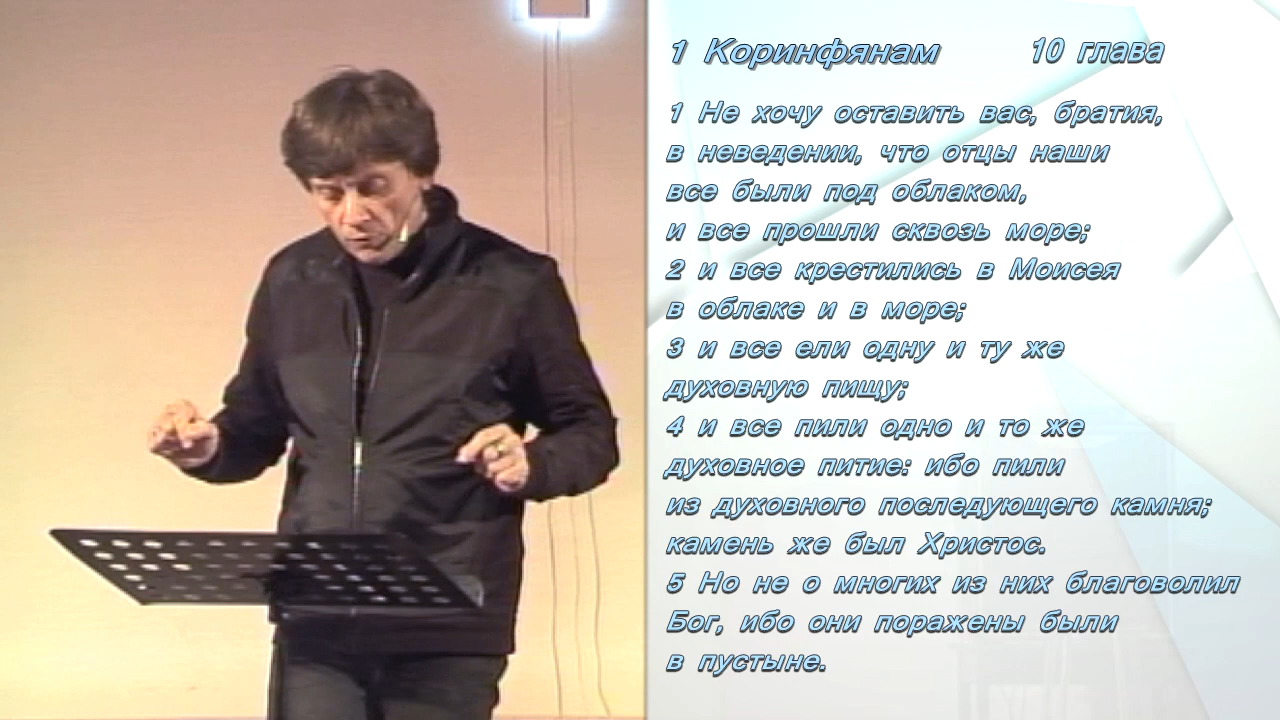 1 Коринфянам 10 глава
1 Не хочу оставить вас, братия,
в неведении, что отцы наши
все были под облаком,
и все прошли сквозь море;
2 и все крестились в Моисея
в облаке и в море;
3 и все ели одну и ту же
духовную пищу;
4 и все пили одно и то же
духовное питие: ибо пили
из духовного последующего камня;
камень же был Христос.
5 Но не о многих из них благоволил
Бог, ибо они поражены были
в пустыне.